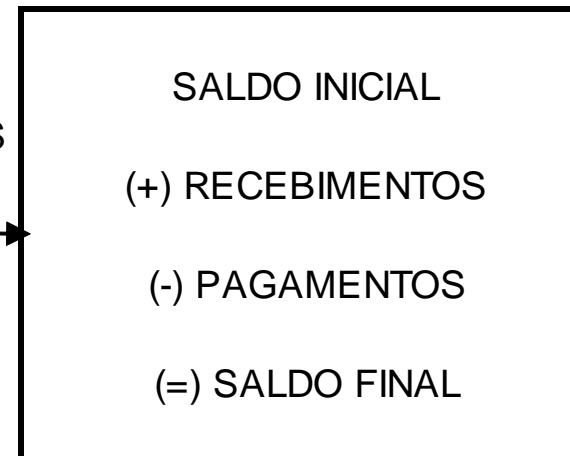 SALDO INICIAL
(+) RECEBIMENTOS
(-) PAGAMENTOS
(=) SALDO FINAL